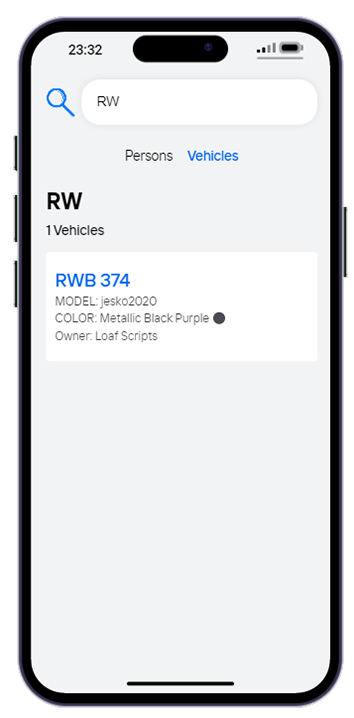 23:32
RW
Persons Vehicles
RW
1 Vehicles
RWB 374
MODEL: jesko2020
COLOR: Metallic Black Purple
Owner: Loaf Scripts